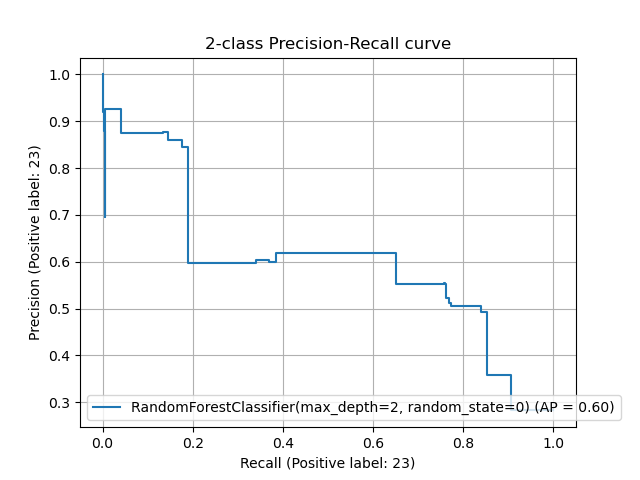 2-class Precision-Recall curve
1.0
0.9
0.8
0.7
0.6
0.5
0.4
0.3
Precision (Positive label: 23)
RandomForestClassifier(max_depth=2, random_state=0) (AP = 0.60)
0.0 0.2 0.4 0.6 0.8 1.0
Recall (Positive label: 23)